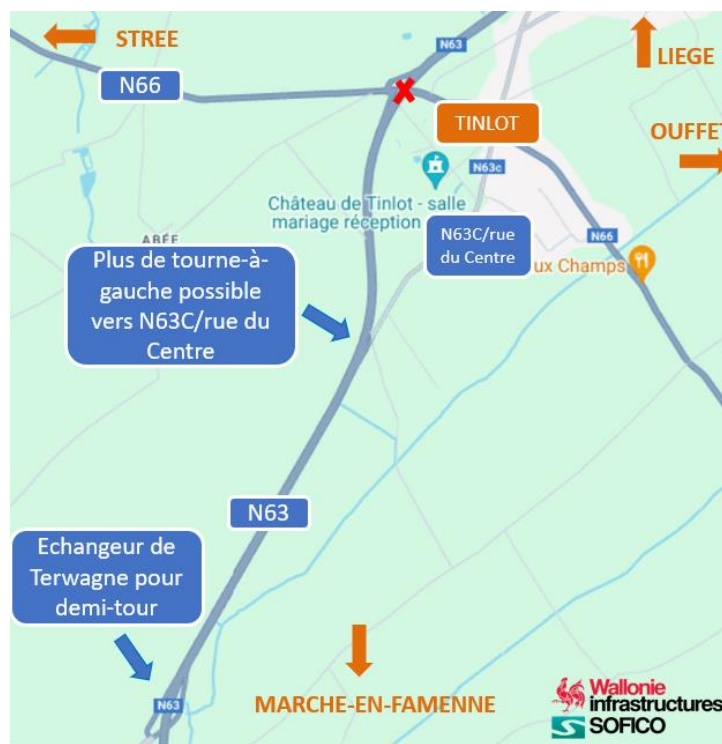 STREE
N63
LIEGE
N66
TINLOT
OUFFET
N63c
Château de Tinlot - salle
mariage réception
N63C/rue
du Centre
ABÉE
N66
ux Champs
Plus de tourne-à-
gauche possible
vers N63C/rue du
Centre
N63
Echangeur de
Terwagne pour
demi-tour
N63
MARCHE-EN-FAMENNE
Wallonie
infrastructures
SOFICO